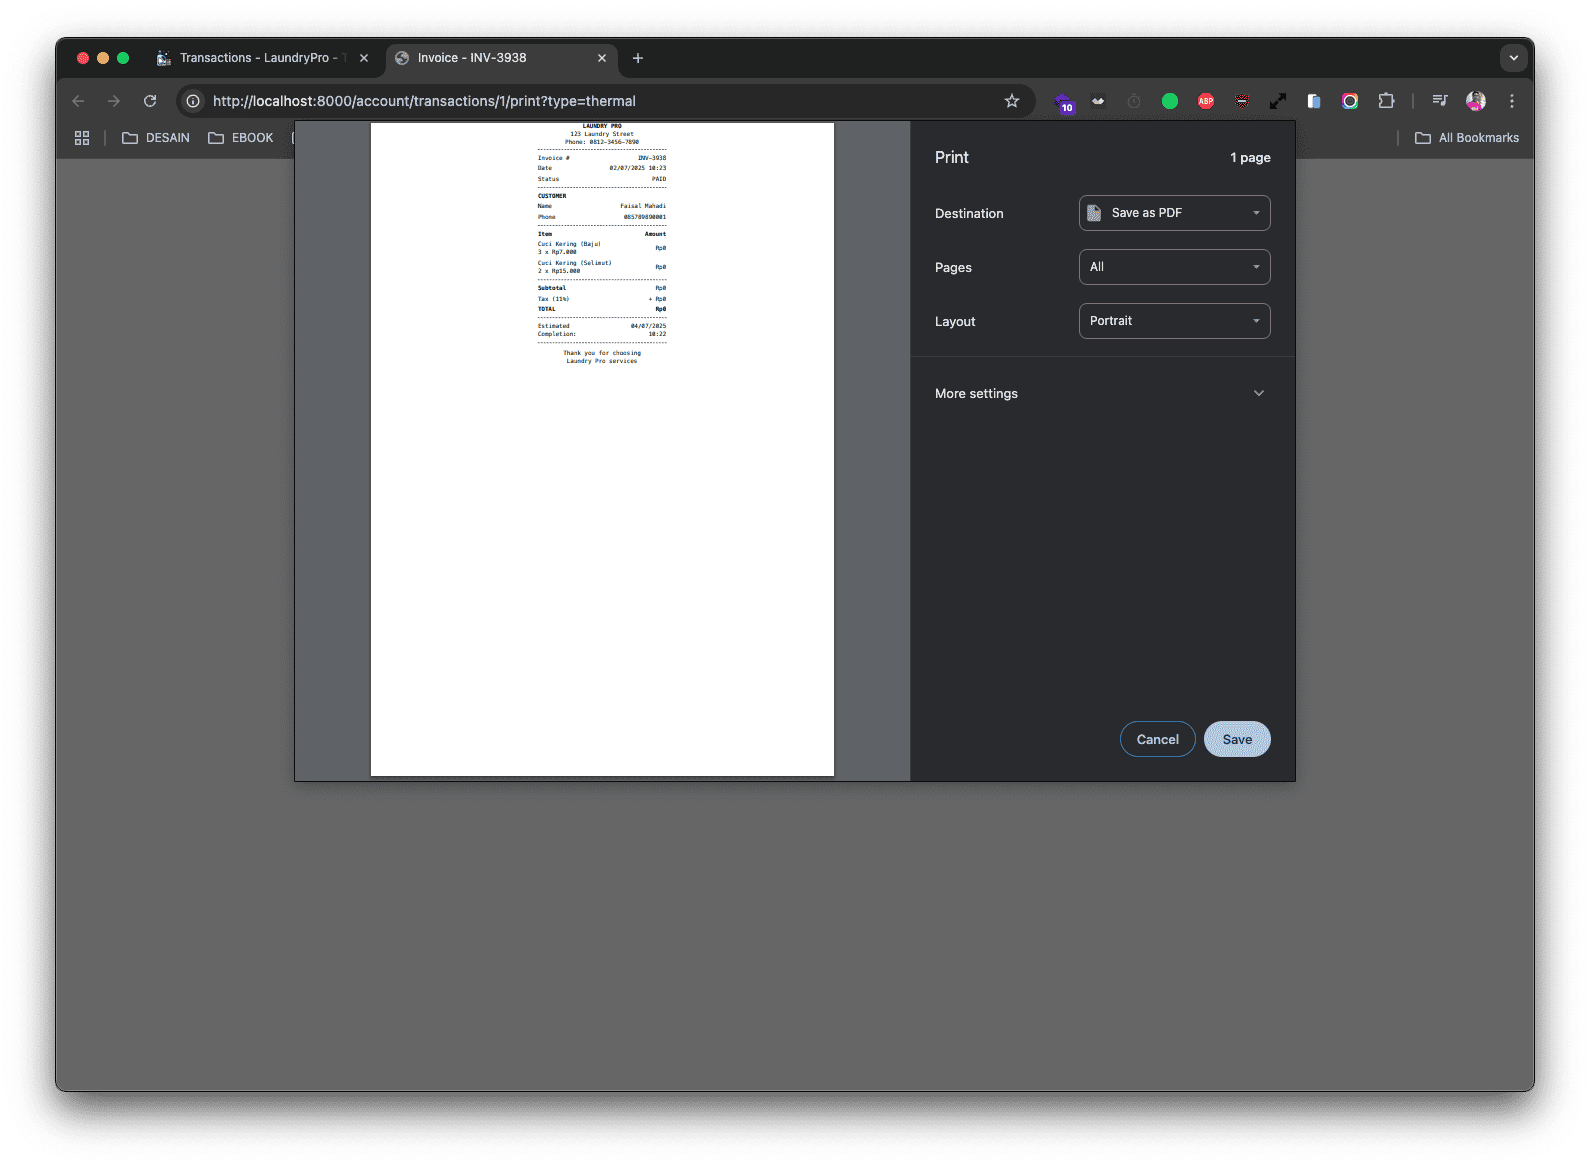 Transactions - LaundryPro -
Invoice - INV-3938
http://localhost:8000/account/transactions/1/print?type=thermal
ABP
10
DESAIN
EBOOK
All Bookmarks
LAUNDRY PRO
123 Laundry Street
Phone: 0812-3456-7890
Invoice # INV-3938
Date 02/07/2025 10:23
Status PAID
CUSTOMER
Name Faisal Mahadi
Phone 085789890001
Item Amount
Cuci Kering (Baju)
3 x Rp7.000 Rp0
Cuci Kering (Selimut)
2 x Rp15.000 Rp0
Subtotal Rp0
Tax (11%) + Rp0
TOTAL Rp0
Estimated 04/07/2025
Completion: 10:22
Thank you for choosing
Laundry Pro services
Print 1 page
Destination Save as PDF
Pages All
Layout Portrait
More settings
Cancel Save